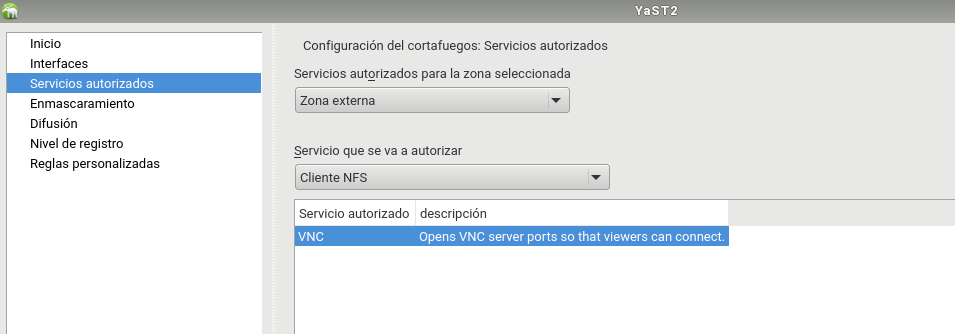 YaST2
Inicio
Interfaces
Servicios autorizados
Enmascaramiento
Difusión
Nivel de registro
Reglas personalizadas
Configuración del cortafuegos: Servicios autorizados
Servicios autorizados para la zona seleccionada
Zona externa
Servicio que se va a autorizar
Cliente NFS
Servicio autorizado descripción
VNC Opens VNC server ports so that viewers can connect.